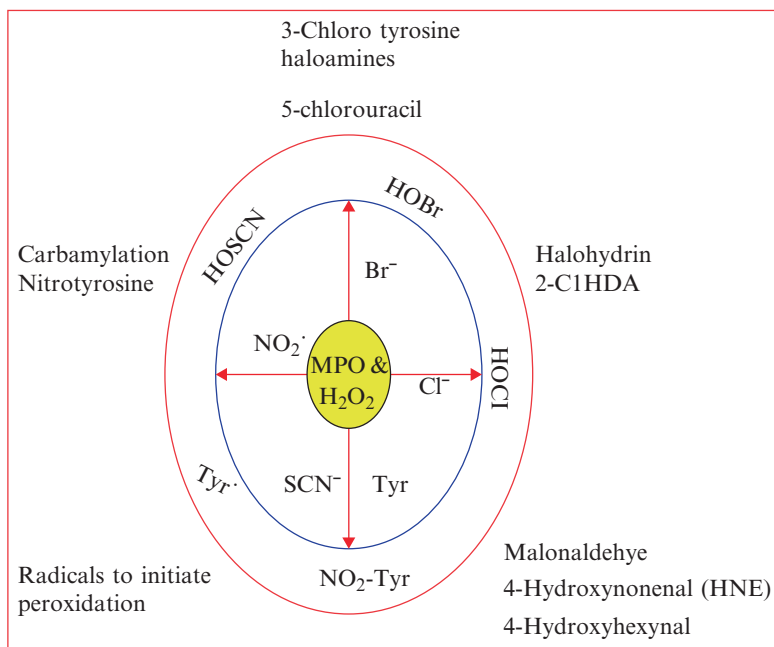 3-Chloro tyrosine
haloamines
5-chlorouracil
HOBr
HOSCN
Carbamylation
Nitrotyrosine
Halohydrin
2-C1HDA
Br⁻
NO₂˙
MPO &
H₂O₂
Cl⁻
HOCl
Tyr˙
SCN⁻
Tyr
NO₂-Tyr
Radicals to initiate
peroxidation
Malonaldehye
4-Hydroxynonenal (HNE)
4-Hydroxyhexynal